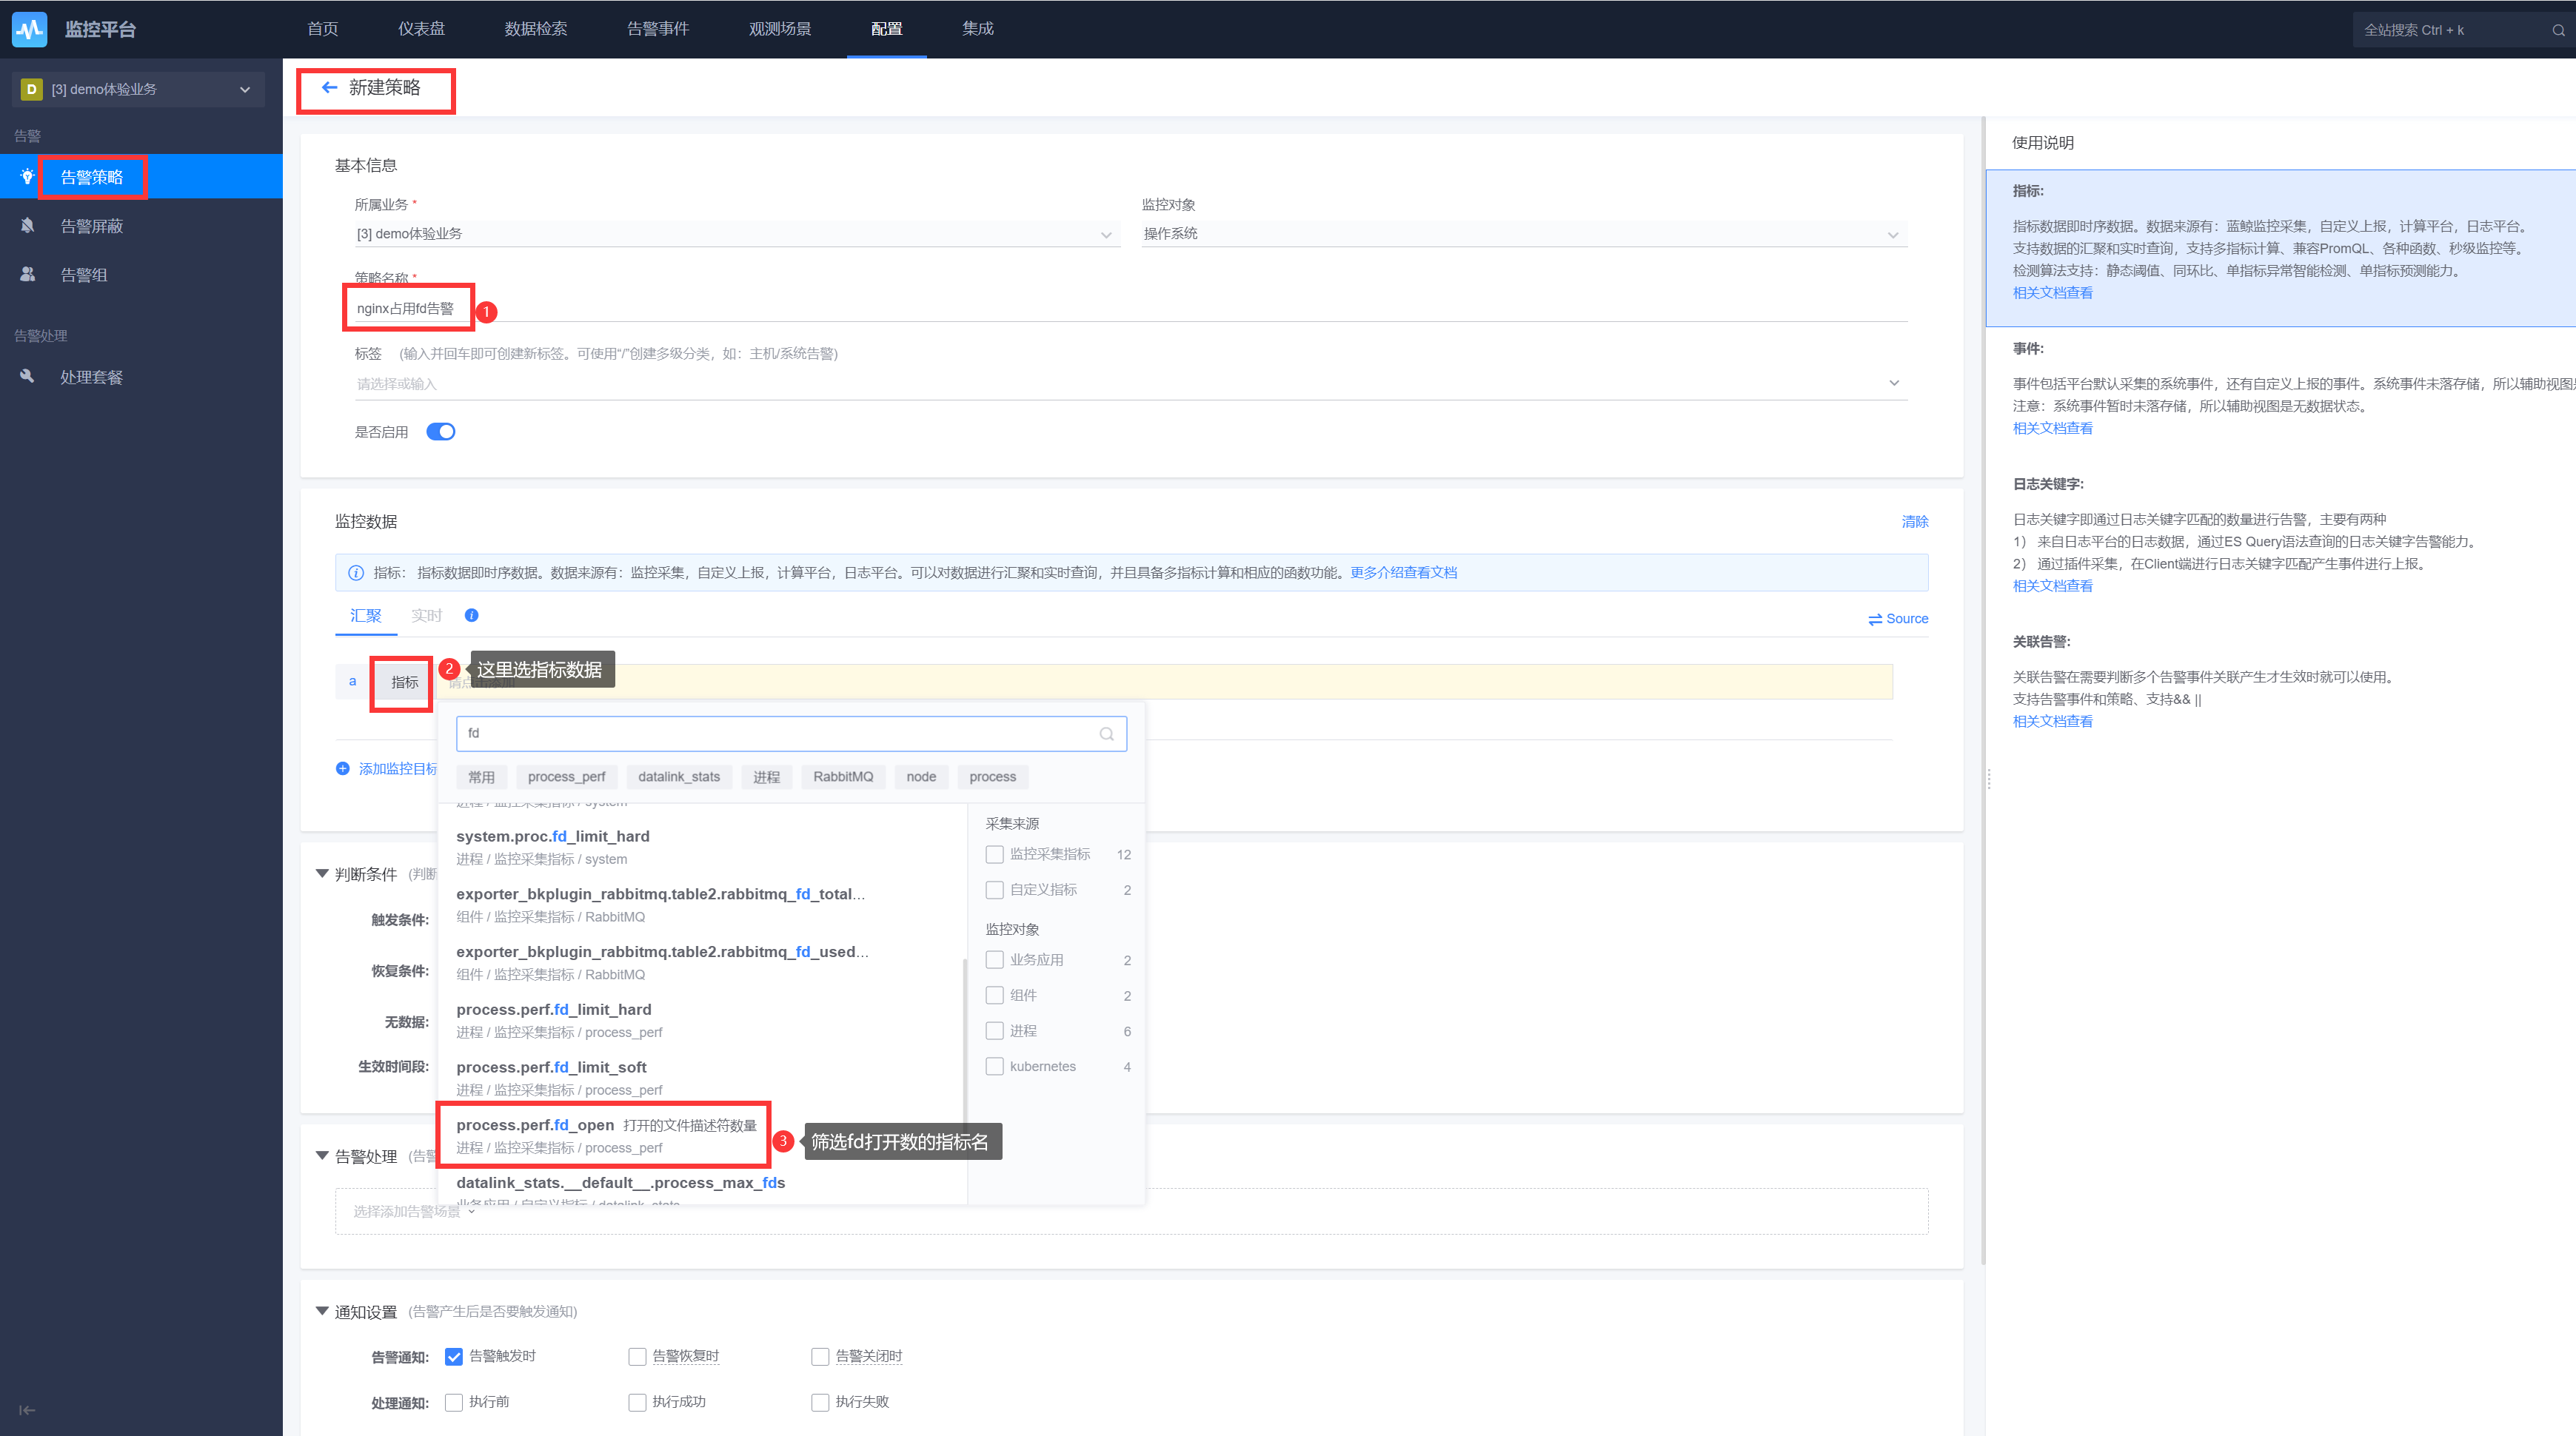 监控平台
首页
仪表盘
数据检索
告警事件
观测场景
配置
集成
全站搜索 Ctrl + k
D [3] demo体验业务
告警
告警策略
告警屏蔽
告警组
告警处理
处理套餐
新建策略
基本信息
所属业务 *
监控对象
[3] demo体验业务
操作系统
策略名称 *
nginx占用fd告警
1
标签 (输入并回车即可创建新标签。可使用“/”创建多级分类，如：主机/系统告警)
请选择或输入
是否启用
监控数据
清除
指标： 指标数据即时序数据。数据来源有：监控采集，自定义上报，计算平台，日志平台。可以对数据进行汇聚和实时查询，并且具备多指标计算和相应的函数功能。更多介绍查看文档
汇聚
实时
Source
a
指标
2
这里选指标数据
fd
常用
process_perf
datalink_stats
进程
RabbitMQ
node
process
添加监控目标
进程 / 监控采集指标 / system
system.proc.fd_limit_hard
进程 / 监控采集指标 / system
exporter_bkplugin_rabbitmq.table2.rabbitmq_fd_total...
组件 / 监控采集指标 / RabbitMQ
exporter_bkplugin_rabbitmq.table2.rabbitmq_fd_used...
组件 / 监控采集指标 / RabbitMQ
process.perf.fd_limit_hard
进程 / 监控采集指标 / process_perf
process.perf.fd_limit_soft
进程 / 监控采集指标 / process_perf
process.perf.fd_open 打开的文件描述符数量
进程 / 监控采集指标 / process_perf
3
筛选fd打开数的指标名
datalink_stats.__default__.process_max_fds
业务应用 / 自定义指标 / datalink_stats
采集来源
监控采集指标 12
自定义指标 2
监控对象
业务应用 2
组件 2
进程 6
kubernetes 4
判断条件 (判断
触发条件:
恢复条件:
无数据:
生效时间段:
告警处理 (告警
选择添加告警场景
通知设置 (告警产生后是否要触发通知)
告警通知: 告警触发时 告警恢复时 告警关闭时
处理通知: 执行前 执行成功 执行失败
使用说明
指标:
指标数据即时序数据。数据来源有：蓝鲸监控采集，自定义上报，计算平台，日志平台。
支持数据的汇聚和实时查询，支持多指标计算、兼容PromQL、各种函数、秒级监控等。
检测算法支持：静态阈值、同环比、单指标异常智能检测、单指标预测能力。
相关文档查看
事件:
事件包括平台默认采集的系统事件，还有自定义上报的事件。系统事件未落存储，所以辅助视图
注意：系统事件暂时未落存储，所以辅助视图是无数据状态。
相关文档查看
日志关键字:
日志关键字即通过日志关键字匹配的数量进行告警，主要有两种
1） 来自日志平台的日志数据，通过ES Query语法查询的日志关键字告警能力。
2） 通过插件采集，在Client端进行日志关键字匹配产生事件进行上报。
相关文档查看
关联告警:
关联告警在需要判断多个告警事件关联产生才生效时就可以使用。
支持告警事件和策略、支持&& ||
相关文档查看